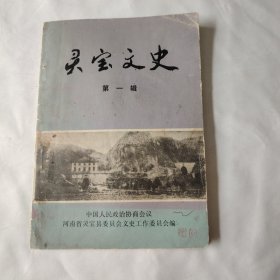 灵宝文史
第一辑
中国人民政治协商会议
河南省灵宝县委员会文史工作委员会编